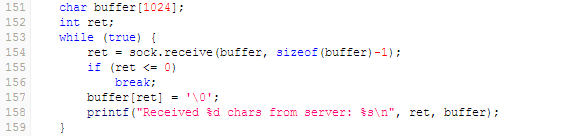 151 char buffer[1024];
152 int ret;
153 while (true) {
154 ret = sock.receive(buffer, sizeof(buffer)-1);
155 if (ret <= 0)
156 break;
157 buffer[ret] = '\0';
158 printf("Received %d chars from server: %s\n", ret, buffer);
159 }